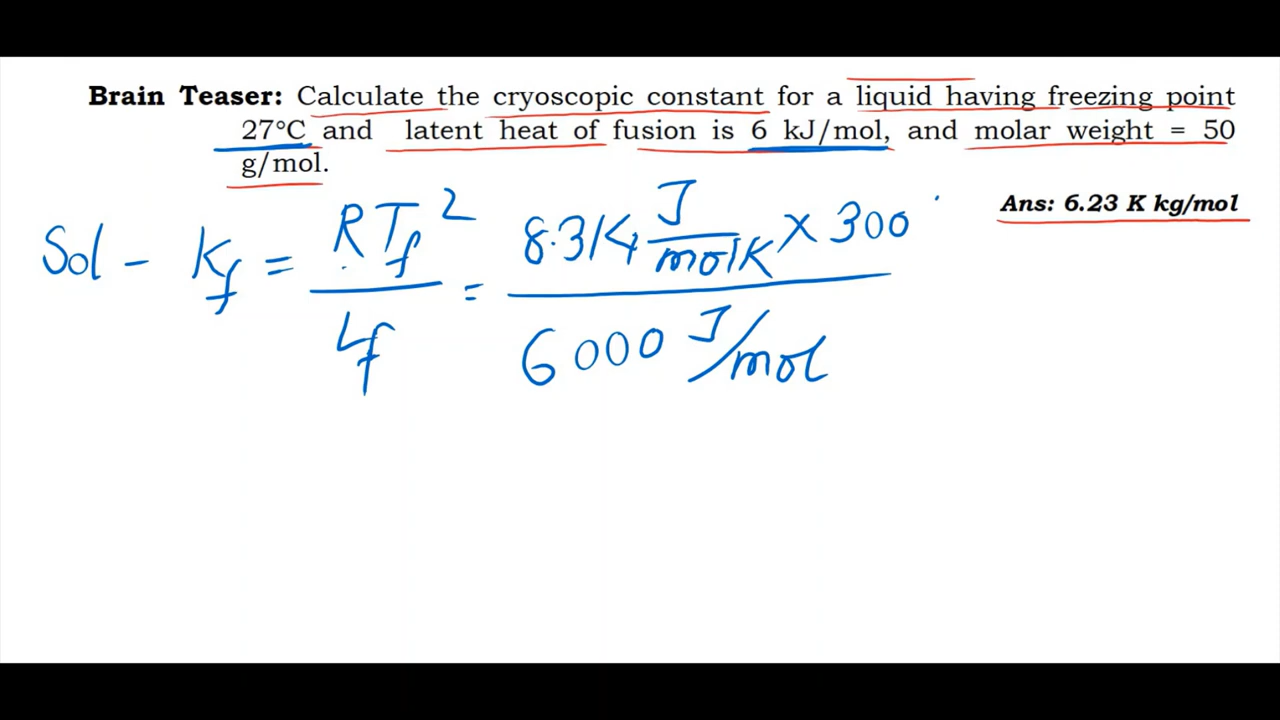 Brain Teaser: Calculate the cryoscopic constant for a liquid having freezing point
27°C and latent heat of fusion is 6 kJ/mol, and molar weight = 50
g/mol.
Ans: 6.23 K kg/mol
Sol - Kf = RTf² / Lf = 8.314 J/molK × 300 / 6000 J/mol